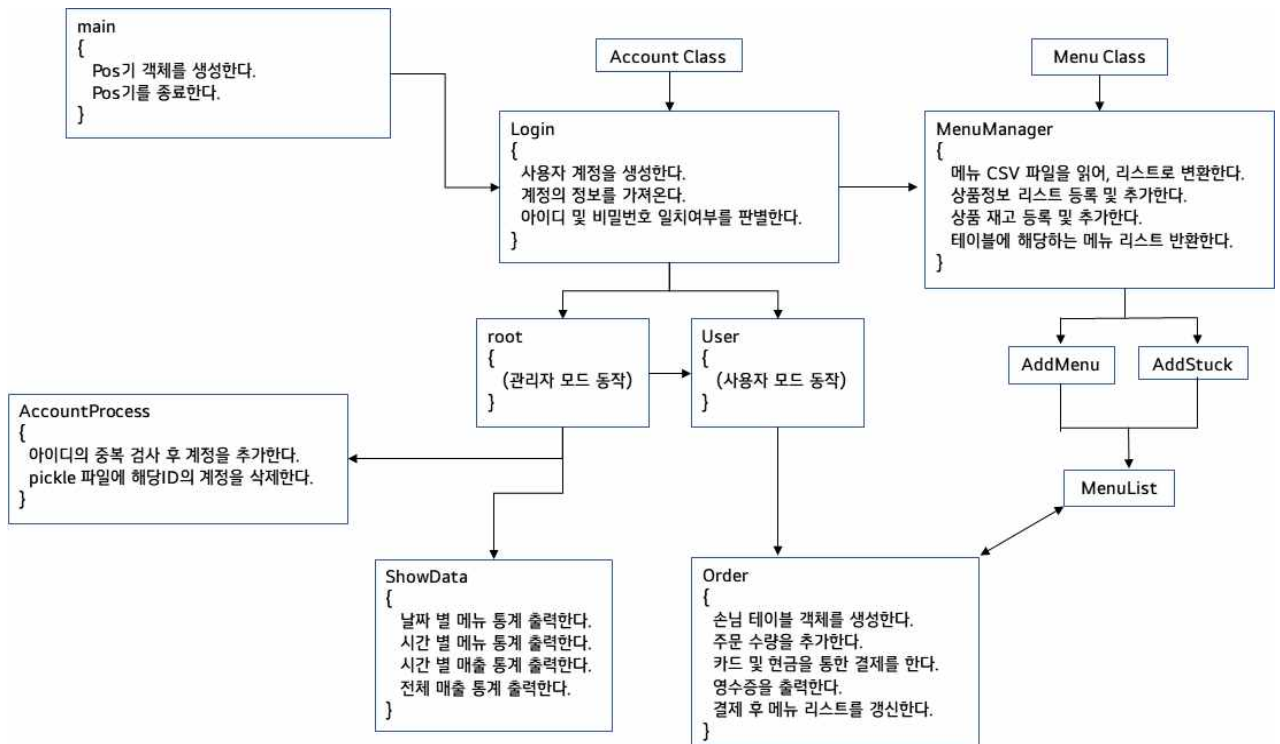 main
{
Pos기 객체를 생성한다.
Pos기를 종료한다.
}
Account Class
Menu Class
Login
{
사용자 계정을 생성한다.
계정의 정보를 가져온다.
아이디 및 비밀번호 일치여부를 판별한다.
}
MenuManager
{
메뉴 CSV 파일을 읽어, 리스트로 변환한다.
상품정보 리스트 등록 및 추가한다.
상품 재고 등록 및 추가한다.
테이블에 해당하는 메뉴 리스트 반환한다.
}
root
{
(관리자 모드 동작)
}
User
{
(사용자 모드 동작)
}
AddMenu
AddStuck
AccountProcess
{
아이디의 중복 검사 후 계정을 추가한다.
pickle 파일에 해당ID의 계정을 삭제한다.
}
MenuList
ShowData
{
날짜 별 메뉴 통계 출력한다.
시간 별 메뉴 통계 출력한다.
시간 별 매출 통계 출력한다.
전체 매출 통계 출력한다.
}
Order
{
손님 테이블 객체를 생성한다.
주문 수량을 추가한다.
카드 및 현금을 통한 결제를 한다.
영수증을 출력한다.
결제 후 메뉴 리스트를 갱신한다.
}